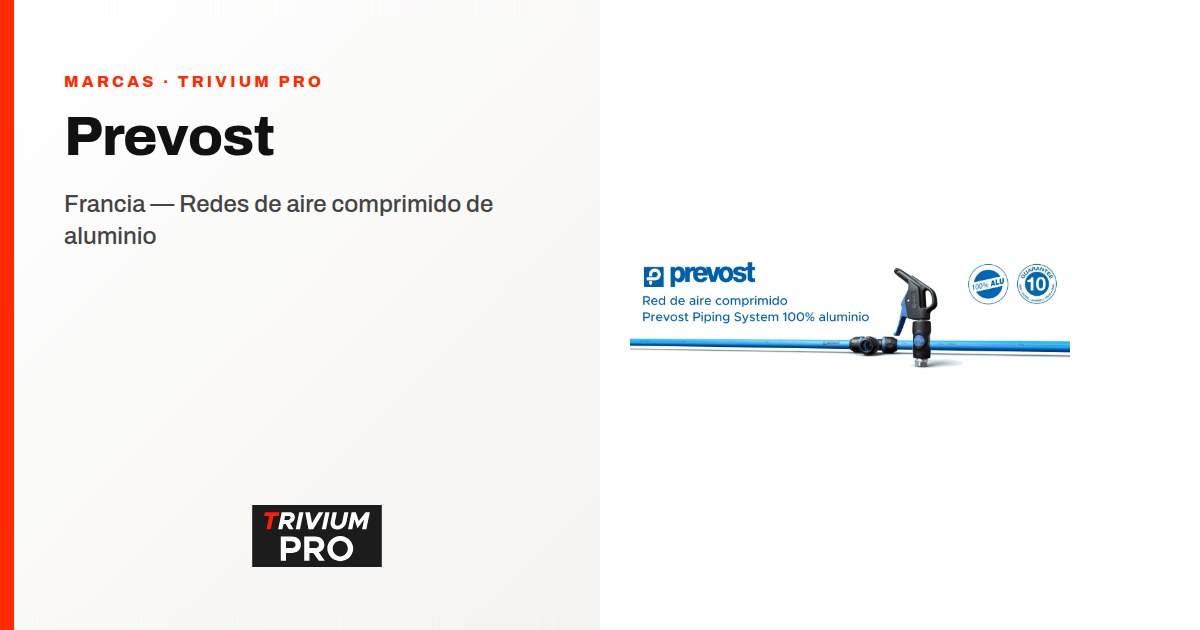 MARCAS · TRIVIUM PRO
Prevost
Francia — Redes de aire comprimido de
aluminio
TRIVIUM
PRO
prevost
Red de aire comprimido
Prevost Piping System 100% aluminio
100% ALU
GUARANTEE
10